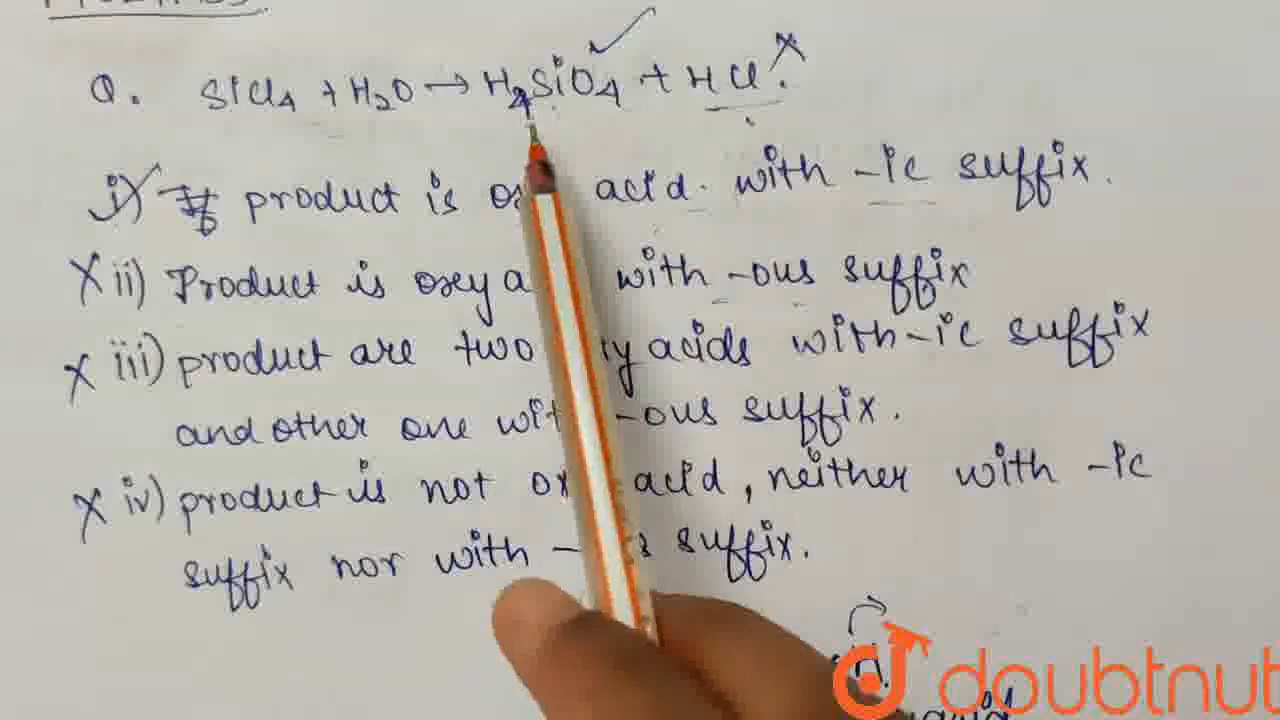 Q. SiCl4 + H2O → H4SiO4 + HCl.
i) If product is acid. with -ic suffix.
X ii) Product is oxy with -ous suffix
X iii) product are two acids with -ic suffix
and other one -ous suffix.
X iv) product is not acid, neither with -ic
suffix nor with suffix.
doubtnut